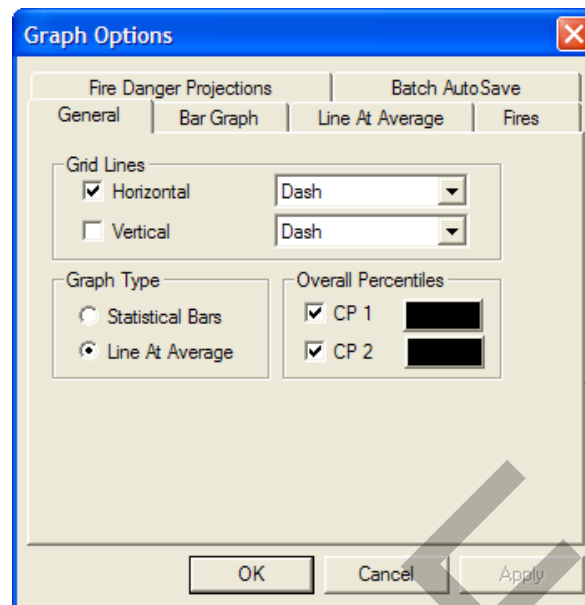 Graph Options
Fire Danger Projections Batch AutoSave
General Bar Graph Line At Average Fires
Grid Lines
Horizontal Dash
Vertical Dash
Graph Type Overall Percentiles
Statistical Bars CP 1
Line At Average CP 2
OK Cancel Apply